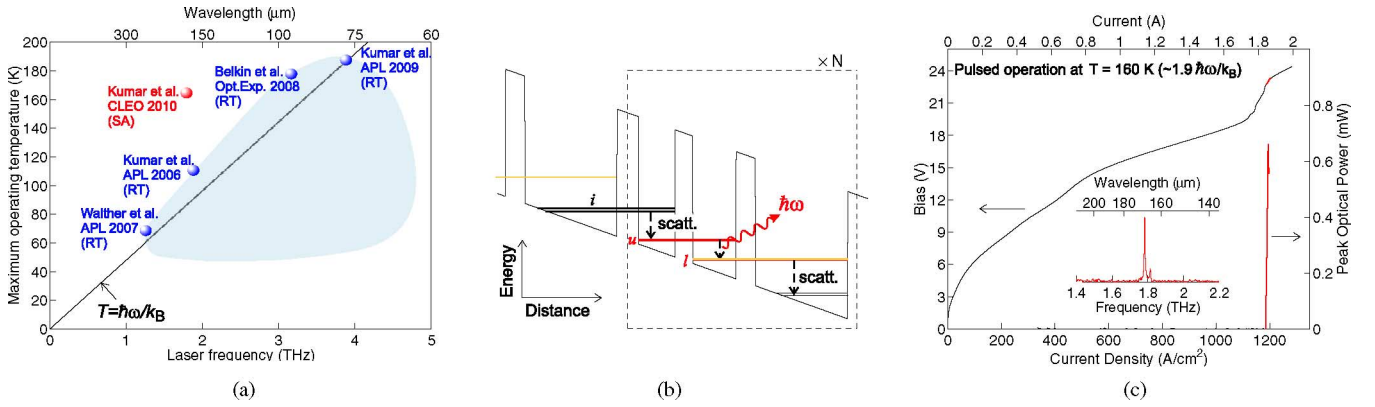 Wavelength (μm)
300 150 100 75 60
200
180
160
140
120
100
80
60
40
20
0
Maximum operating temperature (K)
Kumar et al.
APL 2009
(RT)
Belkin et al.
Opt.Exp. 2008
(RT)
Kumar et al.
CLEO 2010
(SA)
Kumar et al.
APL 2006
(RT)
Walther et al.
APL 2007
(RT)
T=ħω/kB
0 1 2 3 4 5
Laser frequency (THz)
(a)
×N
i
scatt.
u
ħω
l
scatt.
Energy
Distance
(b)
Current (A)
0 0.2 0.4 0.6 0.8 1 1.2 1.4 1.6 1.8 2
Pulsed operation at T = 160 K (~1.9 ħω/kB)
24
21
18
15
12
9
6
3
0
Bias (V)
0.8
0.6
0.4
0.2
0
Peak Optical Power (mW)
Wavelength (μm)
200 180 160 140
1.4 1.6 1.8 2 2.2
Frequency (THz)
0 200 400 600 800 1000 1200
Current Density (A/cm²)
(c)